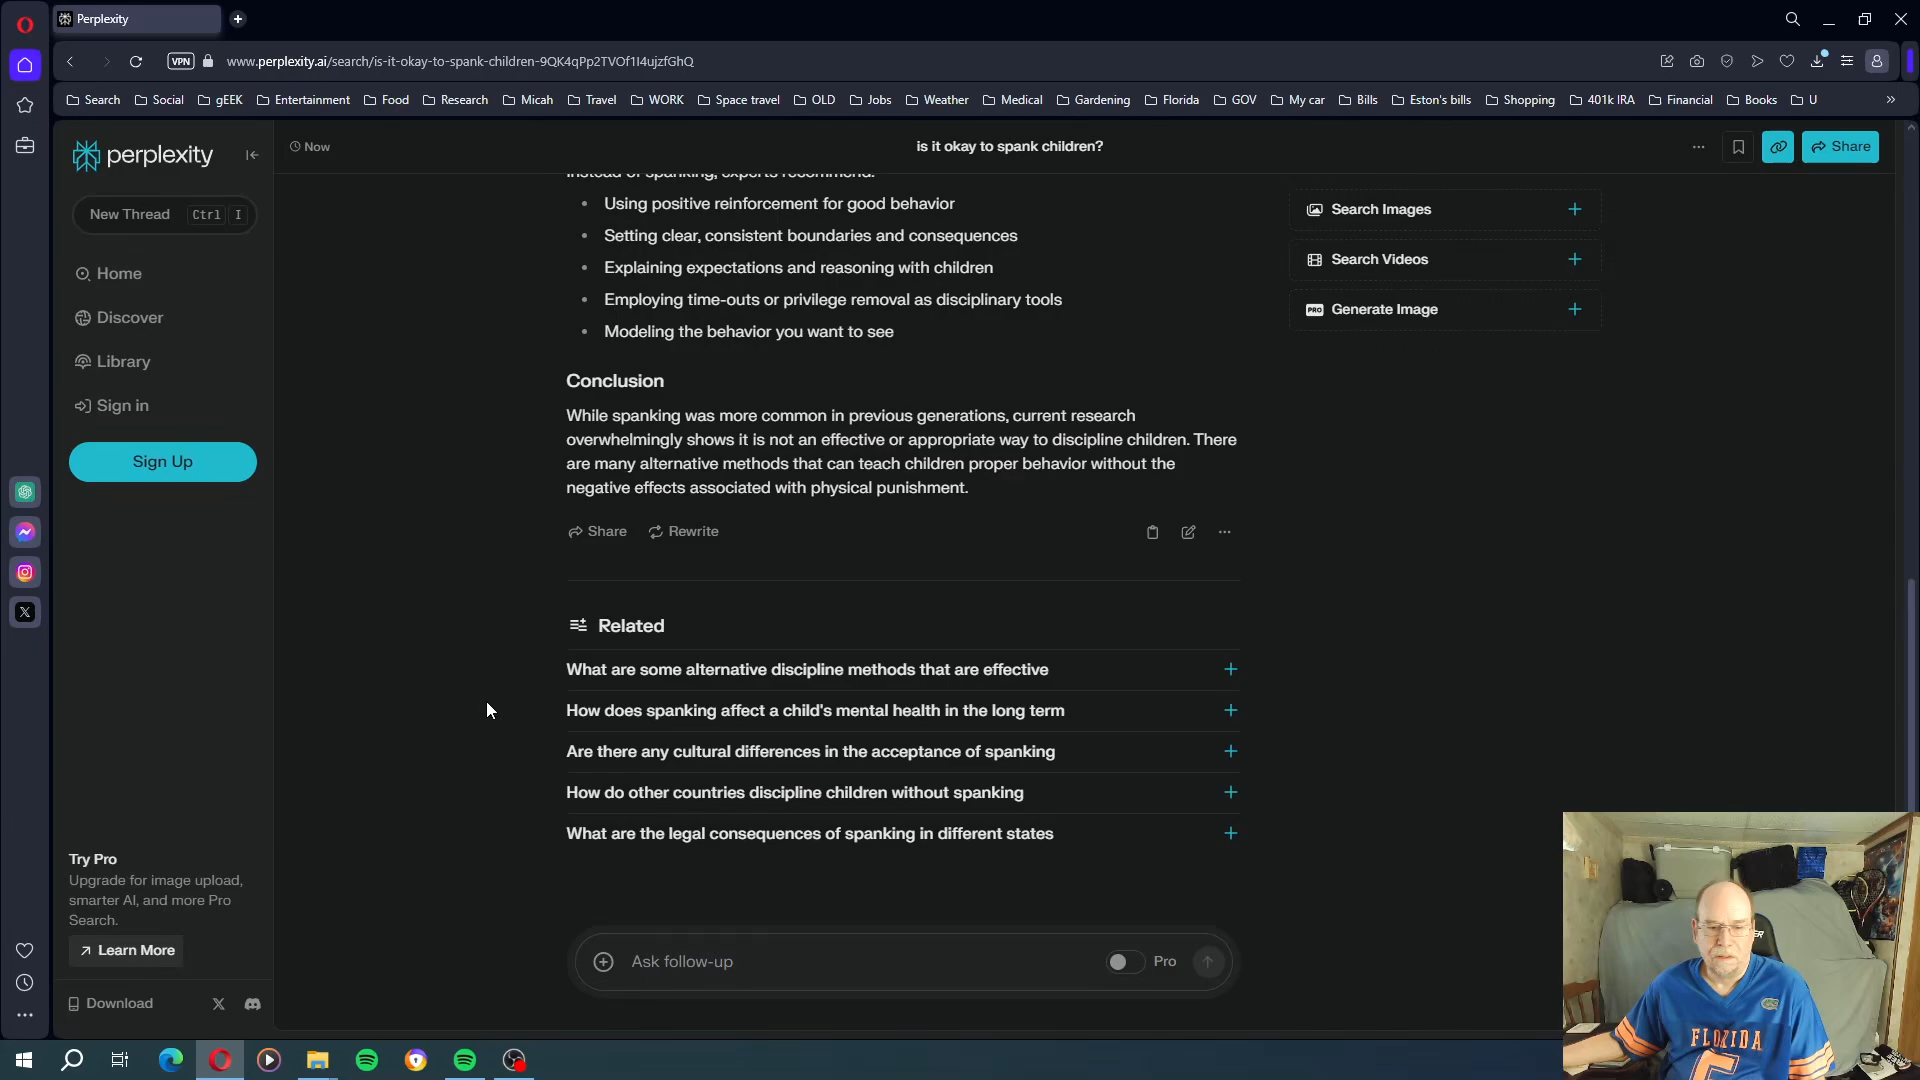 Perplexity
VPN
www.perplexity.ai/search/is-it-okay-to-spank-children-9QK4qPp2TVOf1I4ujzfGhQ
Search Social gEEK Entertainment Food Research Micah Travel WORK Space travel OLD Jobs Weather Medical Gardening Florida GOV My car Bills Eston's bills Shopping 401k IRA Financial Books U
perplexity
Now
is it okay to spank children?
Share
New Thread Ctrl I
Home
Discover
Library
Sign in
Sign Up
Instead of spanking, experts recommend:
• Using positive reinforcement for good behavior
• Setting clear, consistent boundaries and consequences
• Explaining expectations and reasoning with children
• Employing time-outs or privilege removal as disciplinary tools
• Modeling the behavior you want to see
Conclusion
While spanking was more common in previous generations, current research
overwhelmingly shows it is not an effective or appropriate way to discipline children. There
are many alternative methods that can teach children proper behavior without the
negative effects associated with physical punishment.
Share Rewrite
Related
What are some alternative discipline methods that are effective
How does spanking affect a child's mental health in the long term
Are there any cultural differences in the acceptance of spanking
How do other countries discipline children without spanking
What are the legal consequences of spanking in different states
Ask follow-up
Pro
Search Images
Search Videos
PRO Generate Image
Try Pro
Upgrade for image upload,
smarter AI, and more Pro
Search.
Learn More
Download
FLORIDA